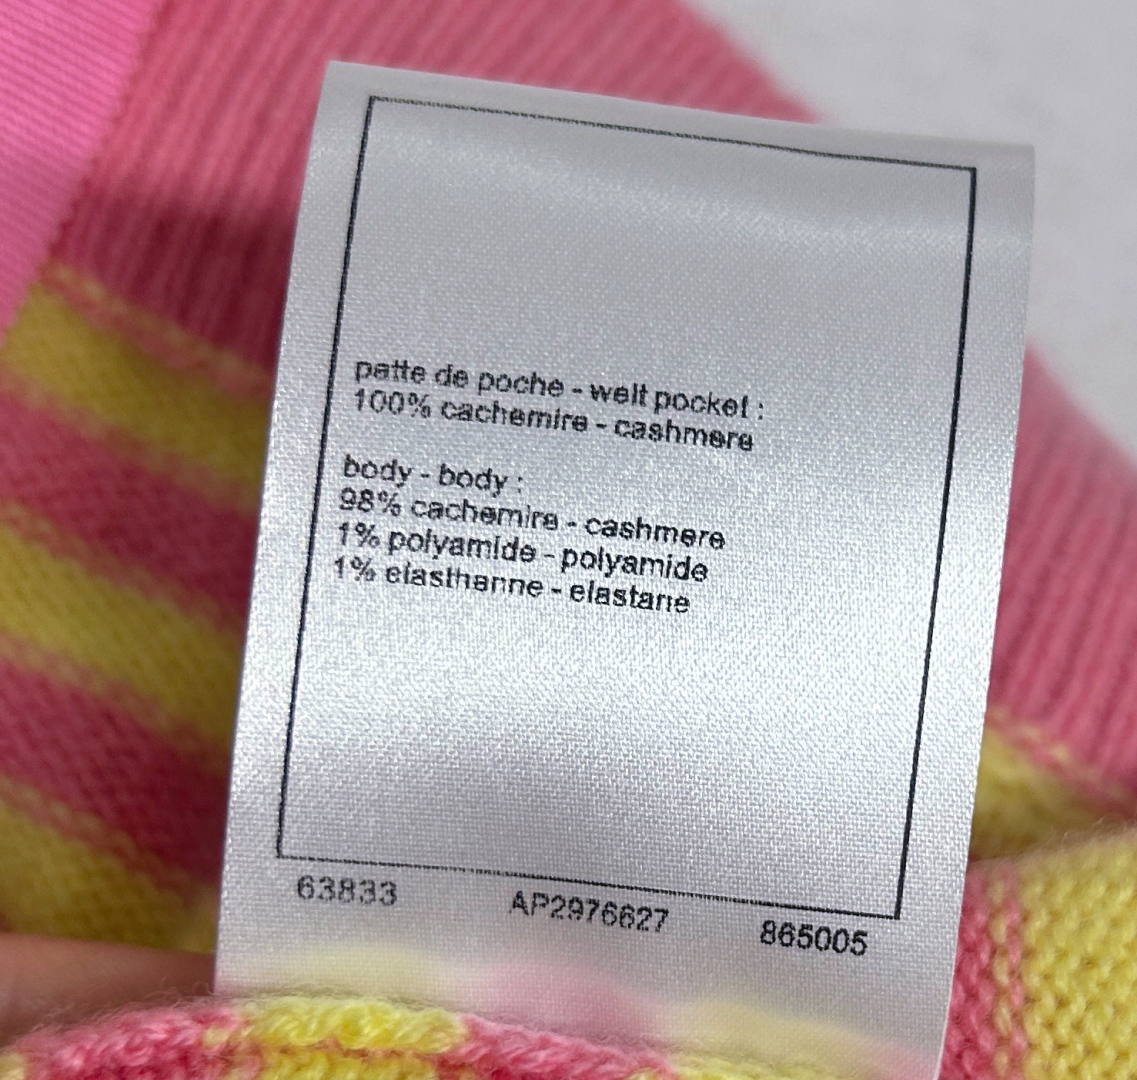 patte de poche - welt pocket :
100% cachemire - cashmere
body - body :
98% cachemire - cashmere
1% polyamide - polyamide
1% elasthanne - elastane
63833 AP2976627 865005